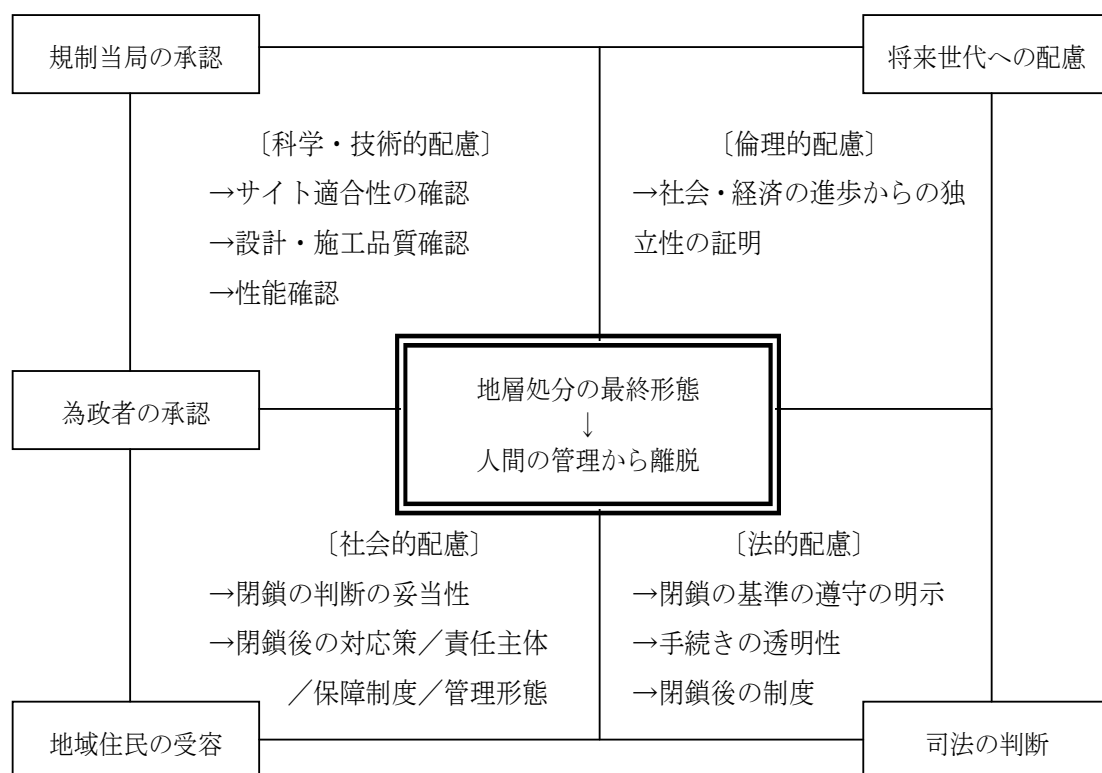 規制当局の承認
将来世代への配慮
〔科学・技術的配慮〕
→サイト適合性の確認
→設計・施工品質確認
→性能確認
〔倫理的配慮〕
→社会・経済の進歩からの独
立性の証明
為政者の承認
地層処分の最終形態
↓
人間の管理から離脱
〔社会的配慮〕
→閉鎖の判断の妥当性
→閉鎖後の対応策／責任主体
／保障制度／管理形態
〔法的配慮〕
→閉鎖の基準の遵守の明示
→手続きの透明性
→閉鎖後の制度
地域住民の受容
司法の判断